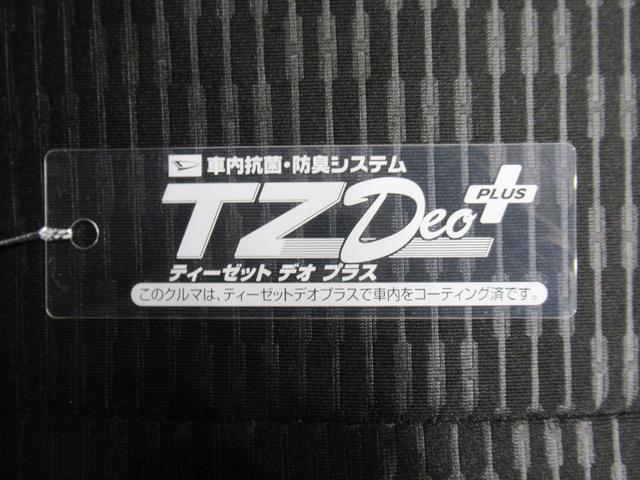 車内抗菌・防臭システム
TZ Deo PLUS
ティーゼット デオ プラス
このクルマは、ティーゼットデオプラスで車内をコーティング済です。